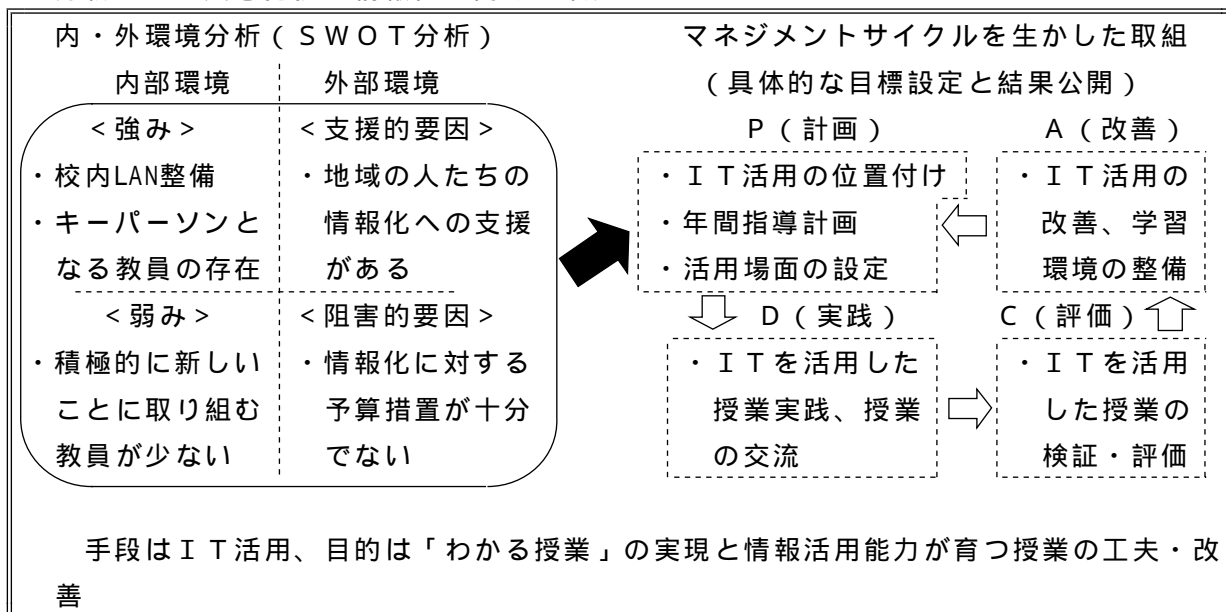 内・外環境分析（ＳＷＯＴ分析）
内部環境
外部環境
＜強み＞
・校内LAN整備
・キーパーソンと
なる教員の存在
＜支援的要因＞
・地域の人たちの
情報化への支援
がある
＜弱み＞
・積極的に新しい
ことに取り組む
教員が少ない
＜阻害的要因＞
・情報化に対する
予算措置が十分
でない
マネジメントサイクルを生かした取組
（具体的な目標設定と結果公開）
Ｐ（計画）
・ＩＴ活用の位置付け
・年間指導計画
・活用場面の設定
Ａ（改善）
・ＩＴ活用の
改善、学習
環境の整備
Ｄ（実践）
・ＩＴを活用した
授業実践、授業
の交流
Ｃ（評価）
・ＩＴを活用
した授業の
検証・評価
手段はＩＴ活用、目的は「わかる授業」の実現と情報活用能力が育つ授業の工夫・改
善